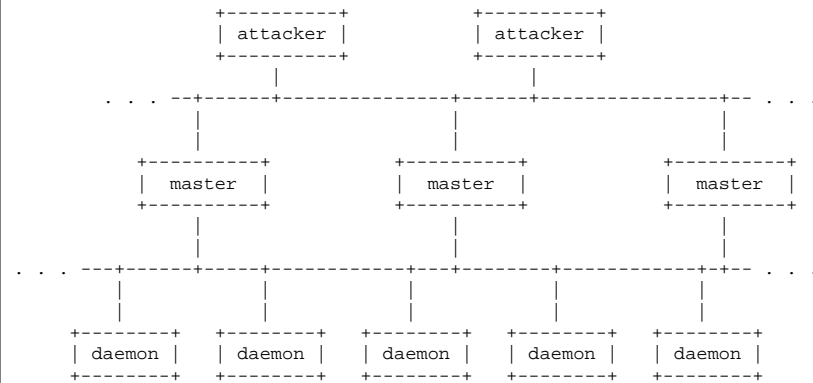 attacker attacker
. . . . . .
master master master
. . . . . .
daemon daemon daemon daemon daemon